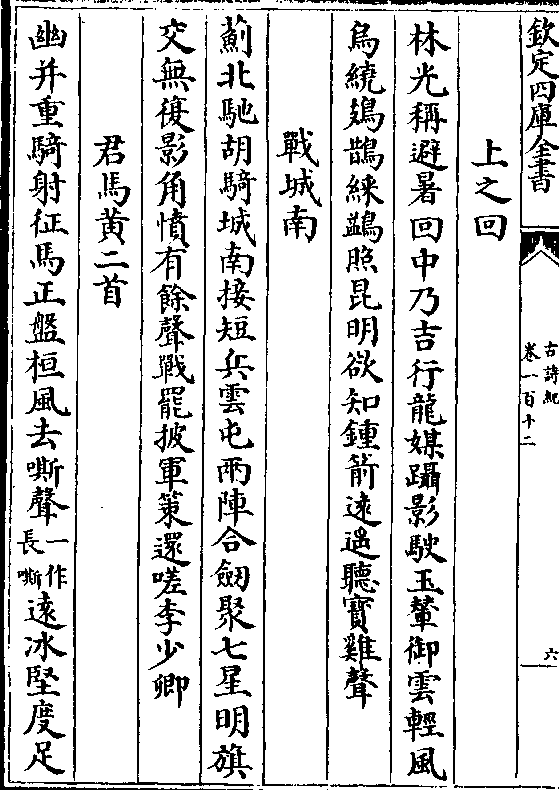 欽定四庫全書
古詩紀
卷一百十二
六
上之回
林光稱避暑回中乃吉行龍媒躡影駛玉輦御雲輕風
烏繞鳷鵲綵鷁照昆明欲知鍾箭遠遥聽寶雞聲
戰城南
薊北馳胡騎城南接短兵雲屯兩陣合劔聚七星明旗
交無復影角憤有餘聲戰罷披軍策還嗟李少卿
君馬黄二首
幽并重騎射征馬正盤桓風去嘶聲一作長嘶遠冰堅度足